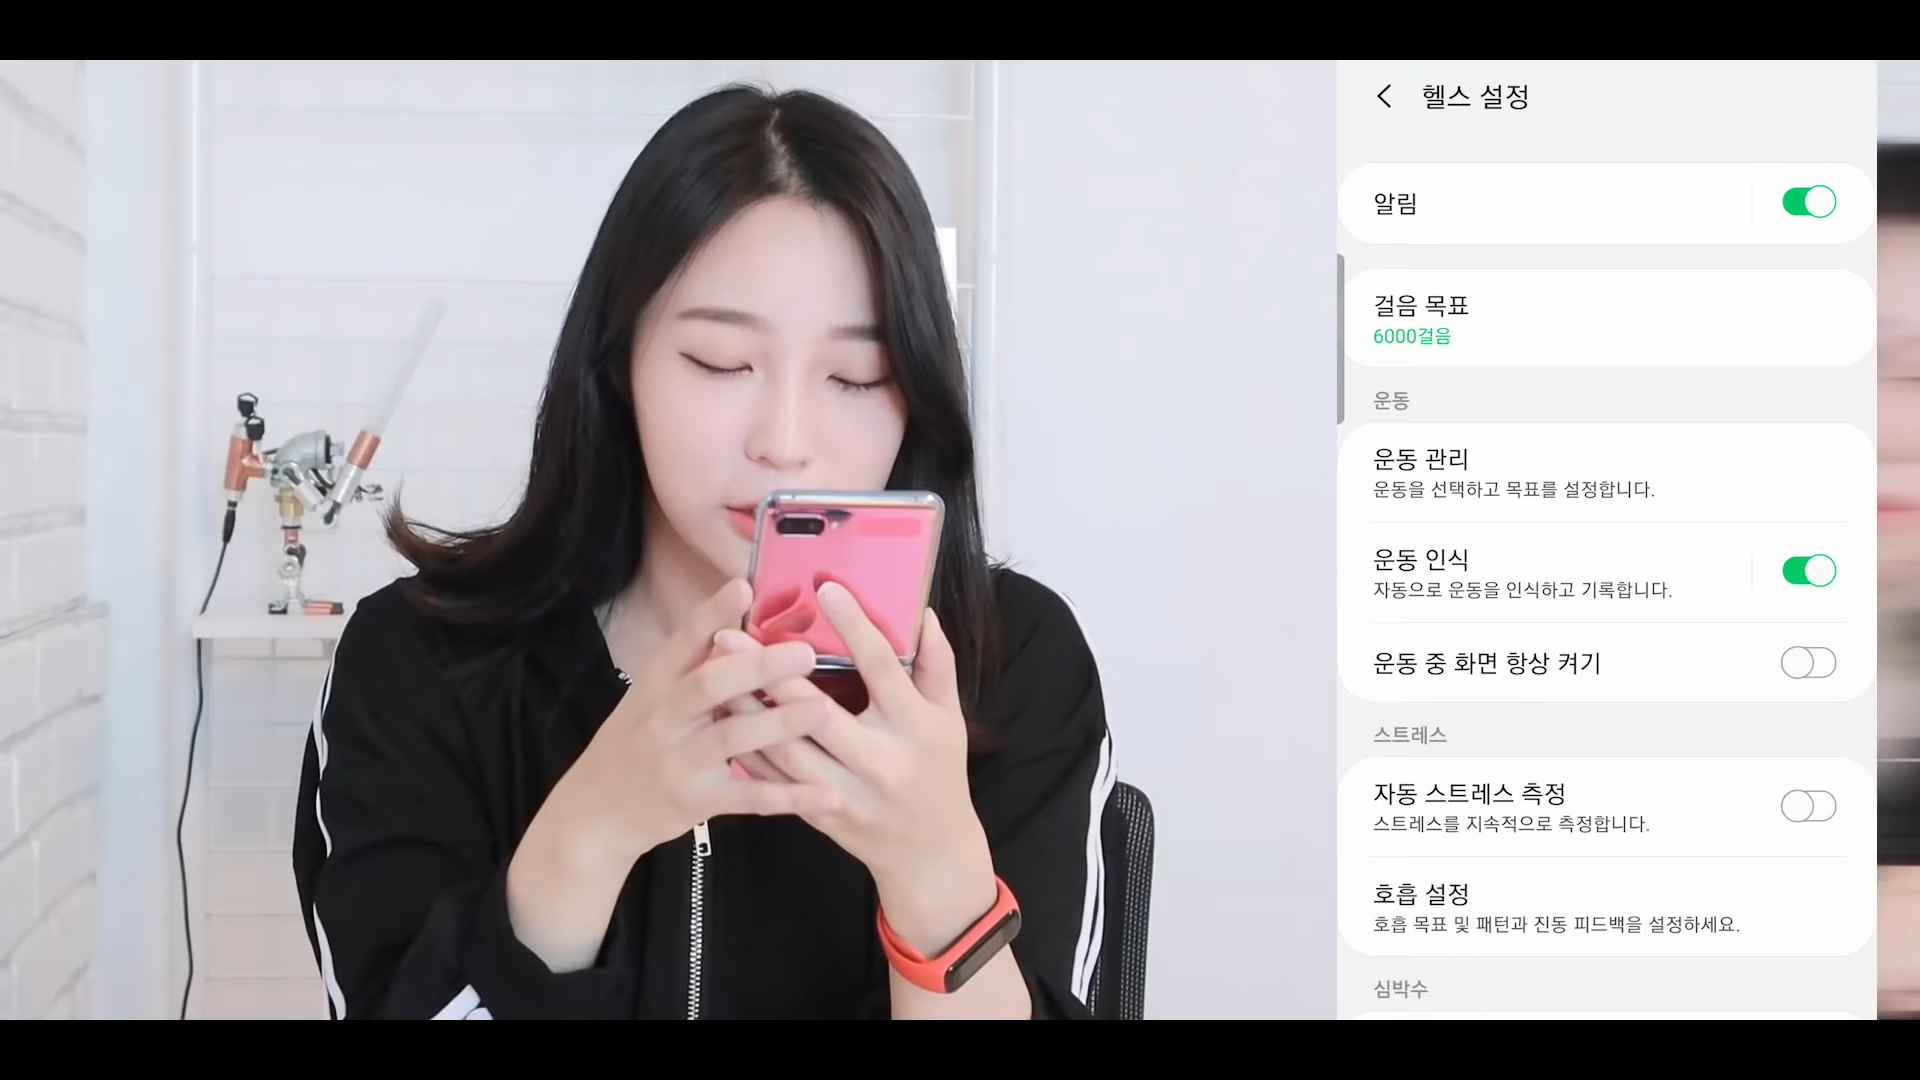 헬스 설정
알림
걸음 목표
6000걸음
운동
운동 관리
운동을 선택하고 목표를 설정합니다.
운동 인식
자동으로 운동을 인식하고 기록합니다.
운동 중 화면 항상 켜기
스트레스
자동 스트레스 측정
스트레스를 지속적으로 측정합니다.
호흡 설정
호흡 목표 및 패턴과 진동 피드백을 설정하세요.
심박수